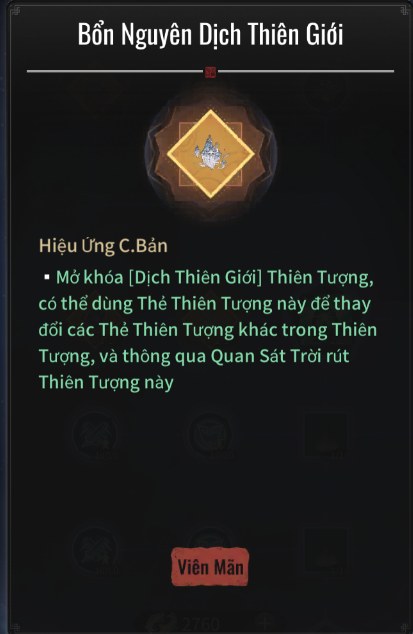 Bổn Nguyên Dịch Thiên Giới
Hiệu Ứng C.Bản
▪ Mở khóa [Dịch Thiên Giới] Thiên Tượng,
có thể dùng Thẻ Thiên Tượng này để thay
đổi các Thẻ Thiên Tượng khác trong Thiên
Tượng, và thông qua Quan Sát Trời rút
Thiên Tượng này
Viên Mãn
2760